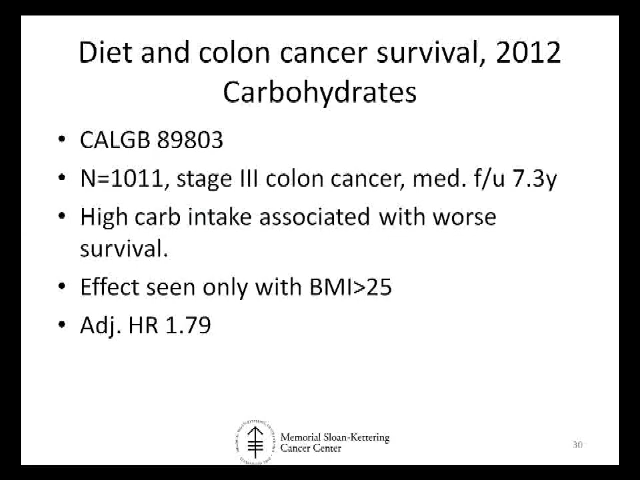 Diet and colon cancer survival, 2012
Carbohydrates
• CALGB 89803
• N=1011, stage III colon cancer, med. f/u 7.3y
• High carb intake associated with worse
survival.
• Effect seen only with BMI>25
• Adj. HR 1.79
Memorial Sloan-Kettering
Cancer Center
30